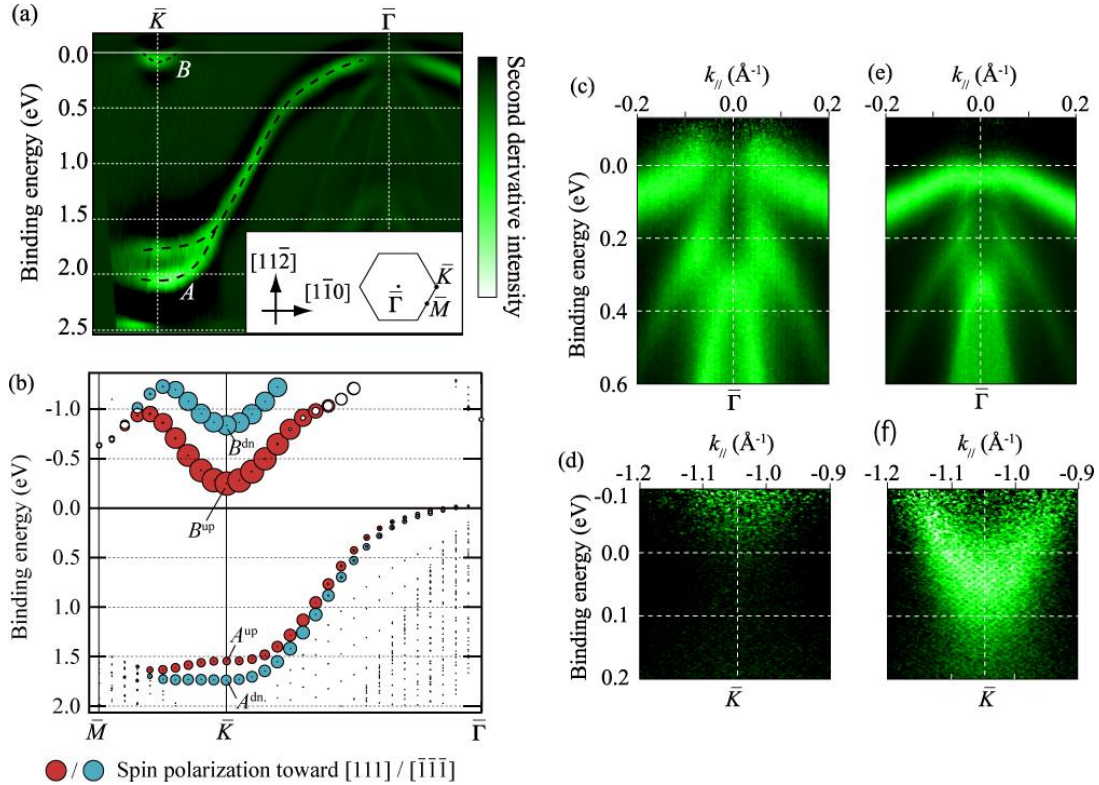 (a)
K̅
Γ̅
0.0
0.5
1.0
1.5
2.0
2.5
Binding energy (eV)
B
A
[112̅]
[11̅0]
Γ̅
K̅
M̅
Second derivative intensity
(b)
-1.0
-0.5
0.0
0.5
1.0
1.5
2.0
Binding energy (eV)
Bᵈⁿ
Bᵘᵖ
Aᵘᵖ
Aᵈⁿ.
M̅
K̅
Γ̅
/ Spin polarization toward [111] / [1̅1̅1̅]
(c)
k// (Å⁻¹)
-0.2 0.0 0.2
0.0
0.2
0.4
0.6
Binding energy (eV)
Γ̅
(e)
k// (Å⁻¹)
-0.2 0.0 0.2
Γ̅
(d)
k// (Å⁻¹)
-1.2 -1.1 -1.0 -0.9
-0.1
0.0
0.1
0.2
Binding energy (eV)
K̅
(f)
k// (Å⁻¹)
-1.2 -1.1 -1.0 -0.9
K̅